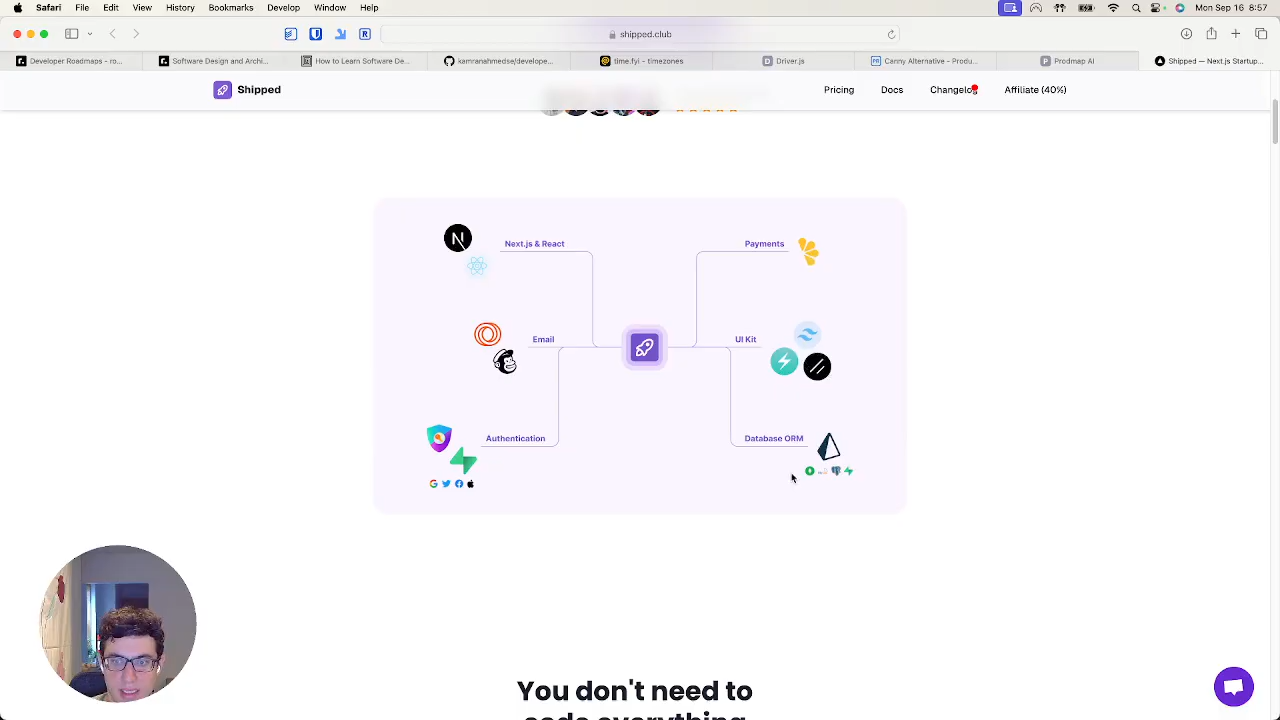 Safari File Edit View History Bookmarks Develop Window Help
Mon Sep 16 8:57
shipped.club
Developer Roadmaps - ro...
Software Design and Archi...
How to Learn Software De...
kamranahmedse/develope...
time.fyi - timezones
Driver.js
Canny Alternative - Produ...
Prodmap AI
Shipped — Next.js Startup...
Shipped
Pricing
Docs
Changelog
Affiliate (40%)
Next.js & React
Payments
Email
UI Kit
Authentication
Database ORM
You don't need to
code everything